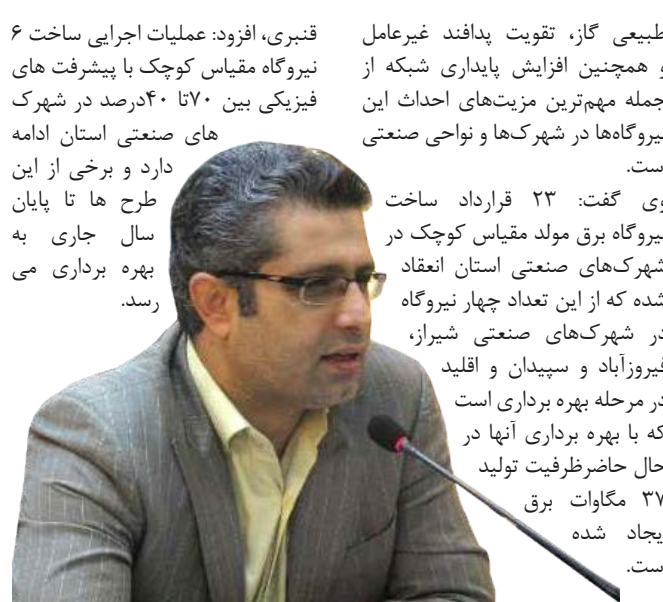 طبیعی گاز، تقویت پدافند غیرعامل
و همچنین افزایش پایداری شبکه از
جمله مهم‌ترین مزیت‌های احداث این
نیروگاه‌ها در شهرک‌ها و نواحی صنعتی
است.
وی گفت: ۲۳ قرارداد ساخت
نیروگاه برق مولد مقیاس کوچک در
شهرک‌های صنعتی استان انعقاد
شده که از این تعداد چهار نیروگاه
در شهرک‌های صنعتی شیراز،
فیروزآباد و سپیدان و اقلید
در مرحله بهره برداری است
که با بهره برداری آنها در
حال حاضرظرفیت تولید
۳۷ مگاوات برق
ایجاد شده
است.
قنبری، افزود: عملیات اجرایی ساخت ۶
نیروگاه مقیاس کوچک با پیشرفت های
فیزیکی بین ۷۰تا ۴۰درصد در شهرک
های صنعتی استان ادامه
دارد و برخی از این
طرح ها تا پایان
سال جاری به
بهره برداری می
رسد.